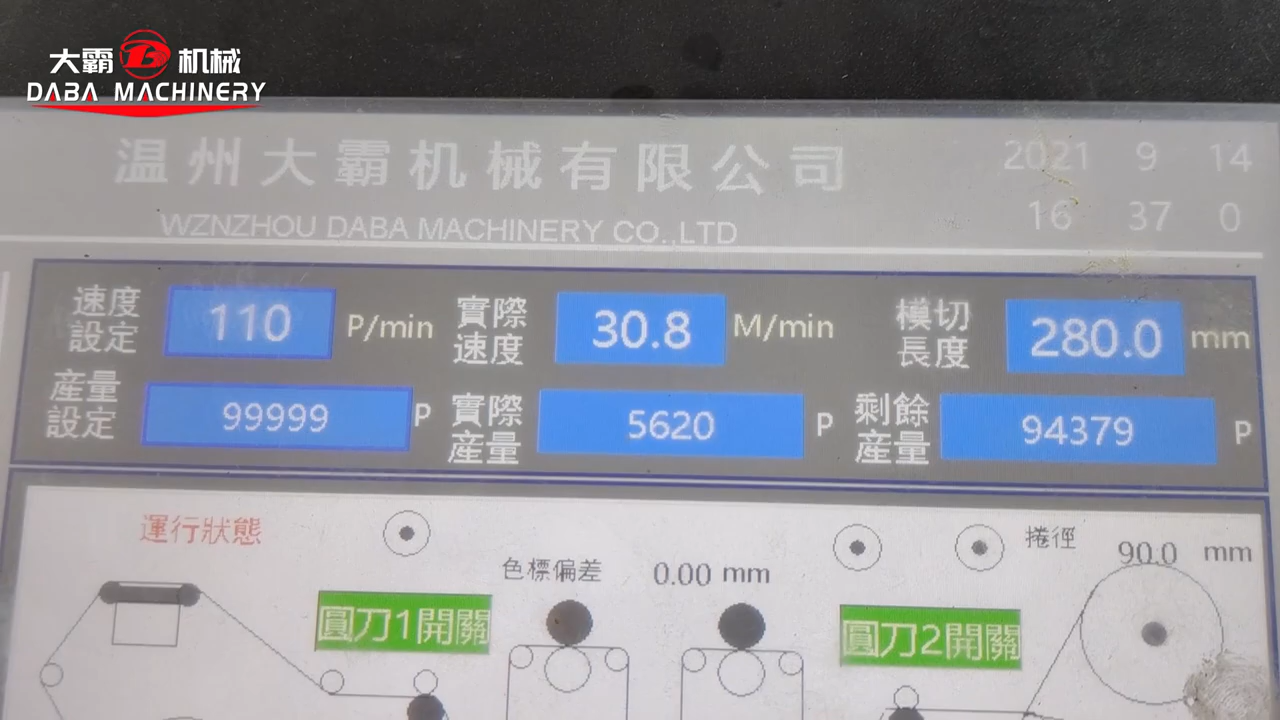 大霸 B 机械
DABA MACHINERY
温州大霸机械有限公司
WZNZHOU DABA MACHINERY CO.,LTD
2021 9 14
16 37 0
速度設定 110 P/min 實際速度 30.8 M/min 模切長度 280.0 mm
産量設定 99999 P 實際産量 5620 P 剩餘産量 94379 P
運行狀態
色標偏差 0.00 mm
捲徑 90.0 mm
圓刀1開關
圓刀2開關